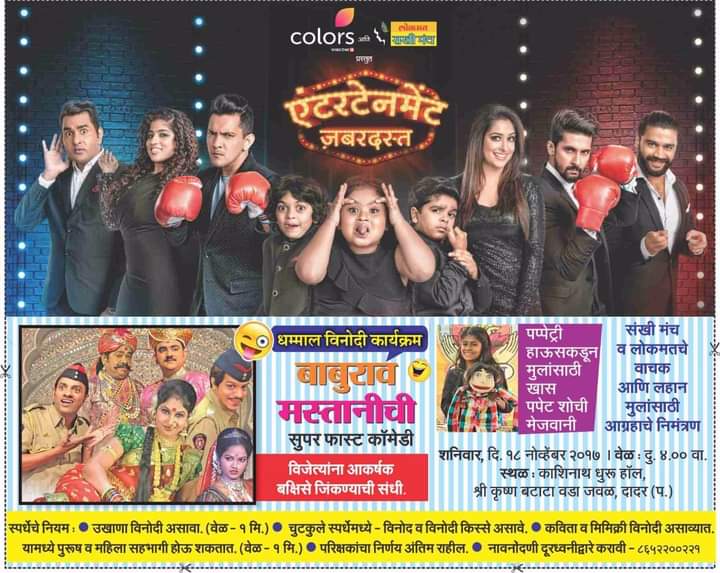 colors आणि लोकमत
सखी मंच
प्रस्तुत
एंटरटेनमेंट
ज़बरदस्त
धम्माल विनोदी कार्यक्रम
बाबुराव
मस्तानीची
सुपर फास्ट कॉमेडी
विजेत्यांना आकर्षक
बक्षिसे जिंकण्याची संधी.
पप्पेट्री
हाऊसकडून
मुलांसाठी
खास
पपेट शोची
मेजवानी
संखी मंच
व लोकमतचे
वाचक
आणि लहान
मुलांसाठी
आग्रहाचे निमंत्रण
शनिवार, दि. १८ नोव्हेंबर २०१७ । वेळ : दु. ४.०० वा.
स्थळ : काशिनाथ धुरू हॉल,
श्री कृष्ण बटाटा वडा जवळ, दादर (प.)
स्पर्धेचे नियम : ● उखाणा विनोदी असावा. (वेळ - १ मि.) ● चुटकुले स्पर्धेमध्ये - विनोद व विनोदी किस्से असावे. ● कविता व मिमिक्री विनोदी असाव्यात.
यामध्ये पुरूष व महिला सहभागी होऊ शकतात. (वेळ - १ मि.) ● परिक्षकांचा निर्णय अंतिम राहील. ● नावनोदणी दूरध्वनीद्वारे करावी - ८६५२२००२२१